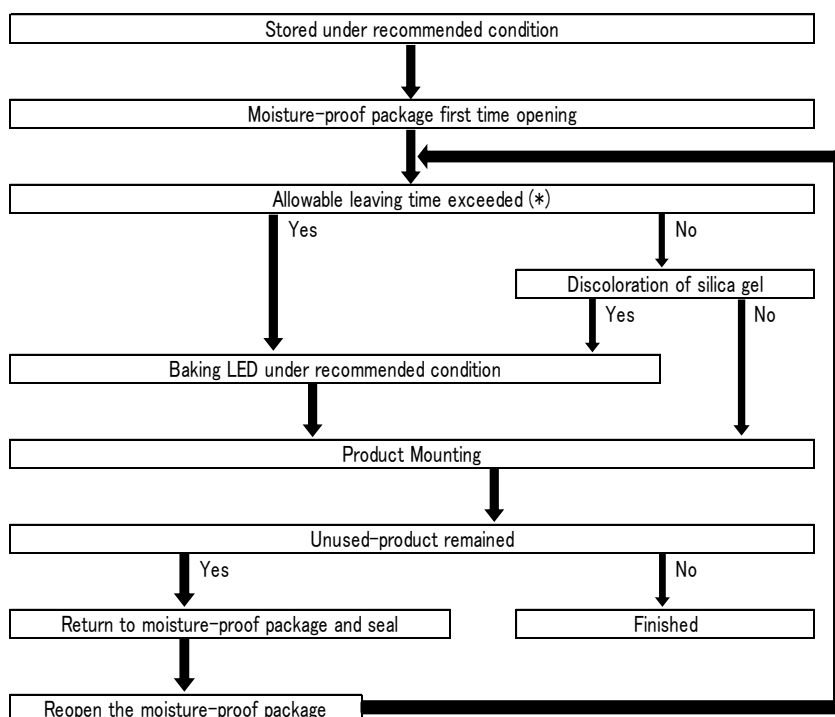 Stored under recommended condition
Moisture-proof package first time opening
Allowable leaving time exceeded (*)
Yes
No
Discoloration of silica gel
Yes
No
Baking LED under recommended condition
Product Mounting
Unused-product remained
Yes
No
Return to moisture-proof package and seal
Finished
Reopen the moisture-proof package